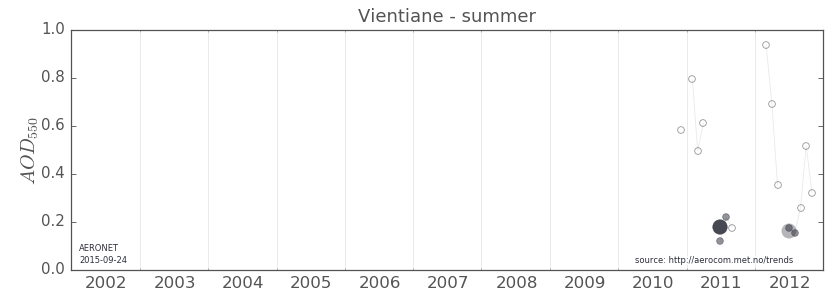 Vientiane - summer
1.0
0.8
0.6
0.4
0.2
0.0
AOD550
AERONET
2015-09-24
source: http://aerocom.met.no/trends
2002 2003 2004 2005 2006 2007 2008 2009 2010 2011 2012